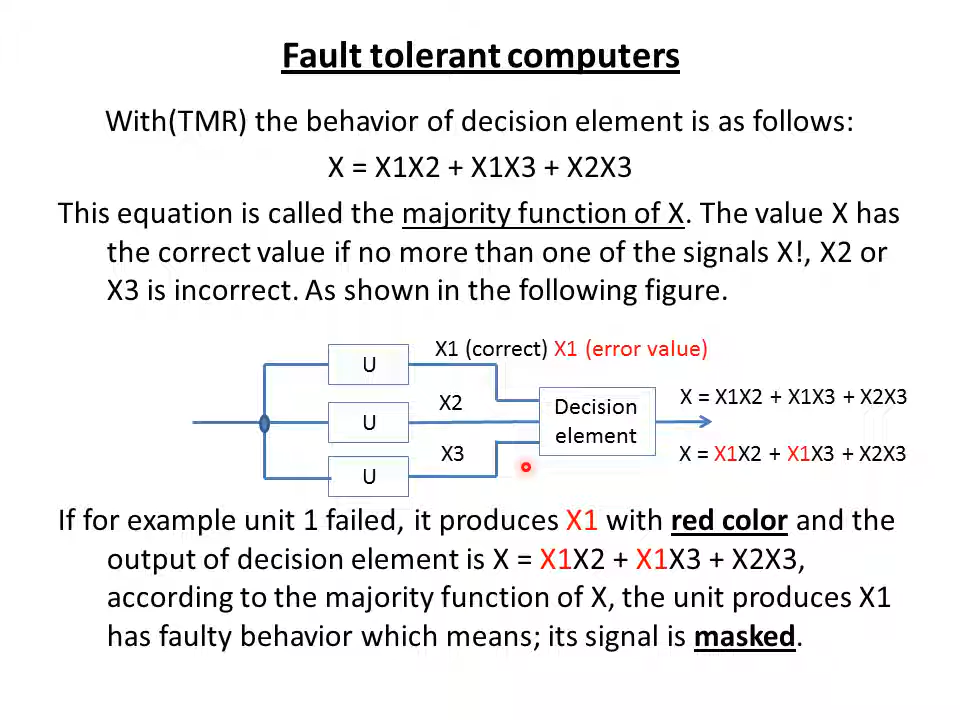 Fault tolerant computers
With(TMR) the behavior of decision element is as follows:
X = X1X2 + X1X3 + X2X3
This equation is called the majority function of X. The value X has
the correct value if no more than one of the signals X!, X2 or
X3 is incorrect. As shown in the following figure.
X1 (correct) X1 (error value)
U
X2
U
X3
U
Decision
element
X = X1X2 + X1X3 + X2X3
X = X1X2 + X1X3 + X2X3
If for example unit 1 failed, it produces X1 with red color and the
output of decision element is X = X1X2 + X1X3 + X2X3,
according to the majority function of X, the unit produces X1
has faulty behavior which means; its signal is masked.